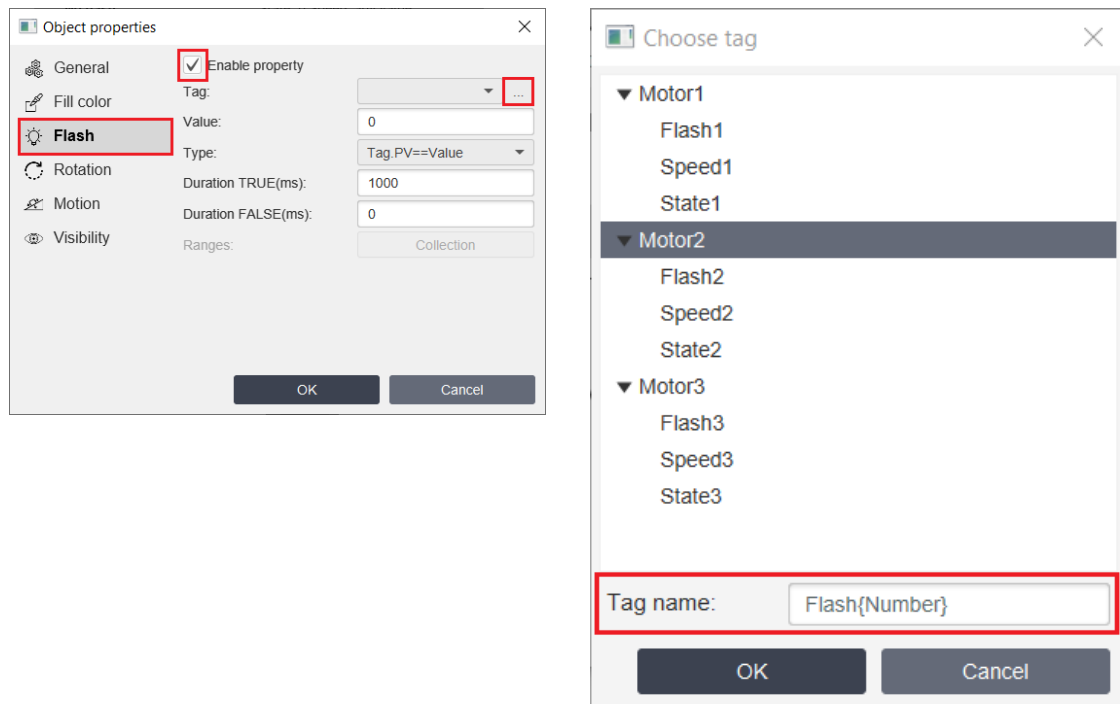 Object properties
General
Fill color
Flash
Rotation
Motion
Visibility
Enable property
Tag: ...
Value: 0
Type: Tag.PV==Value
Duration TRUE(ms): 1000
Duration FALSE(ms): 0
Ranges: Collection
OK Cancel
Choose tag
Motor1
Flash1
Speed1
State1
Motor2
Flash2
Speed2
State2
Motor3
Flash3
Speed3
State3
Tag name: Flash{Number}
OK Cancel